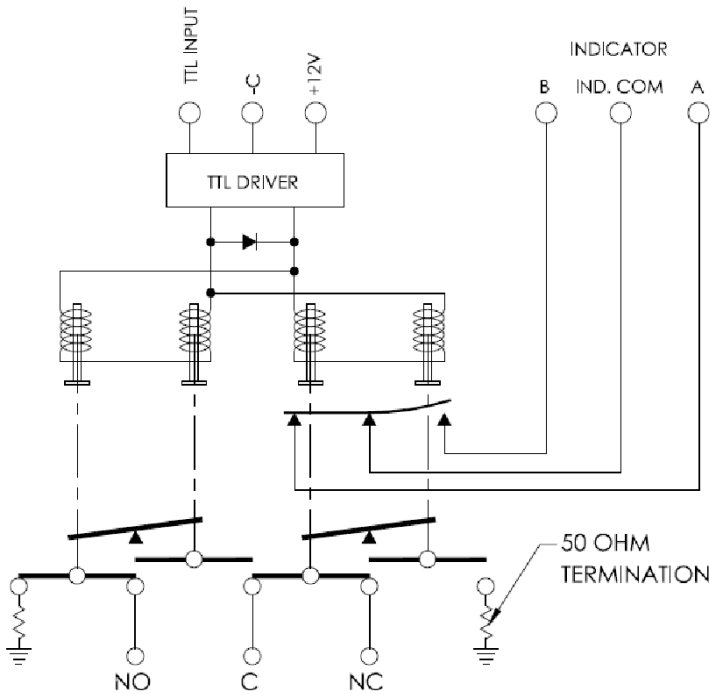 TTL INPUT
-C
+12V
INDICATOR
B IND. COM A
TTL DRIVER
50 OHM
TERMINATION
NO C NC